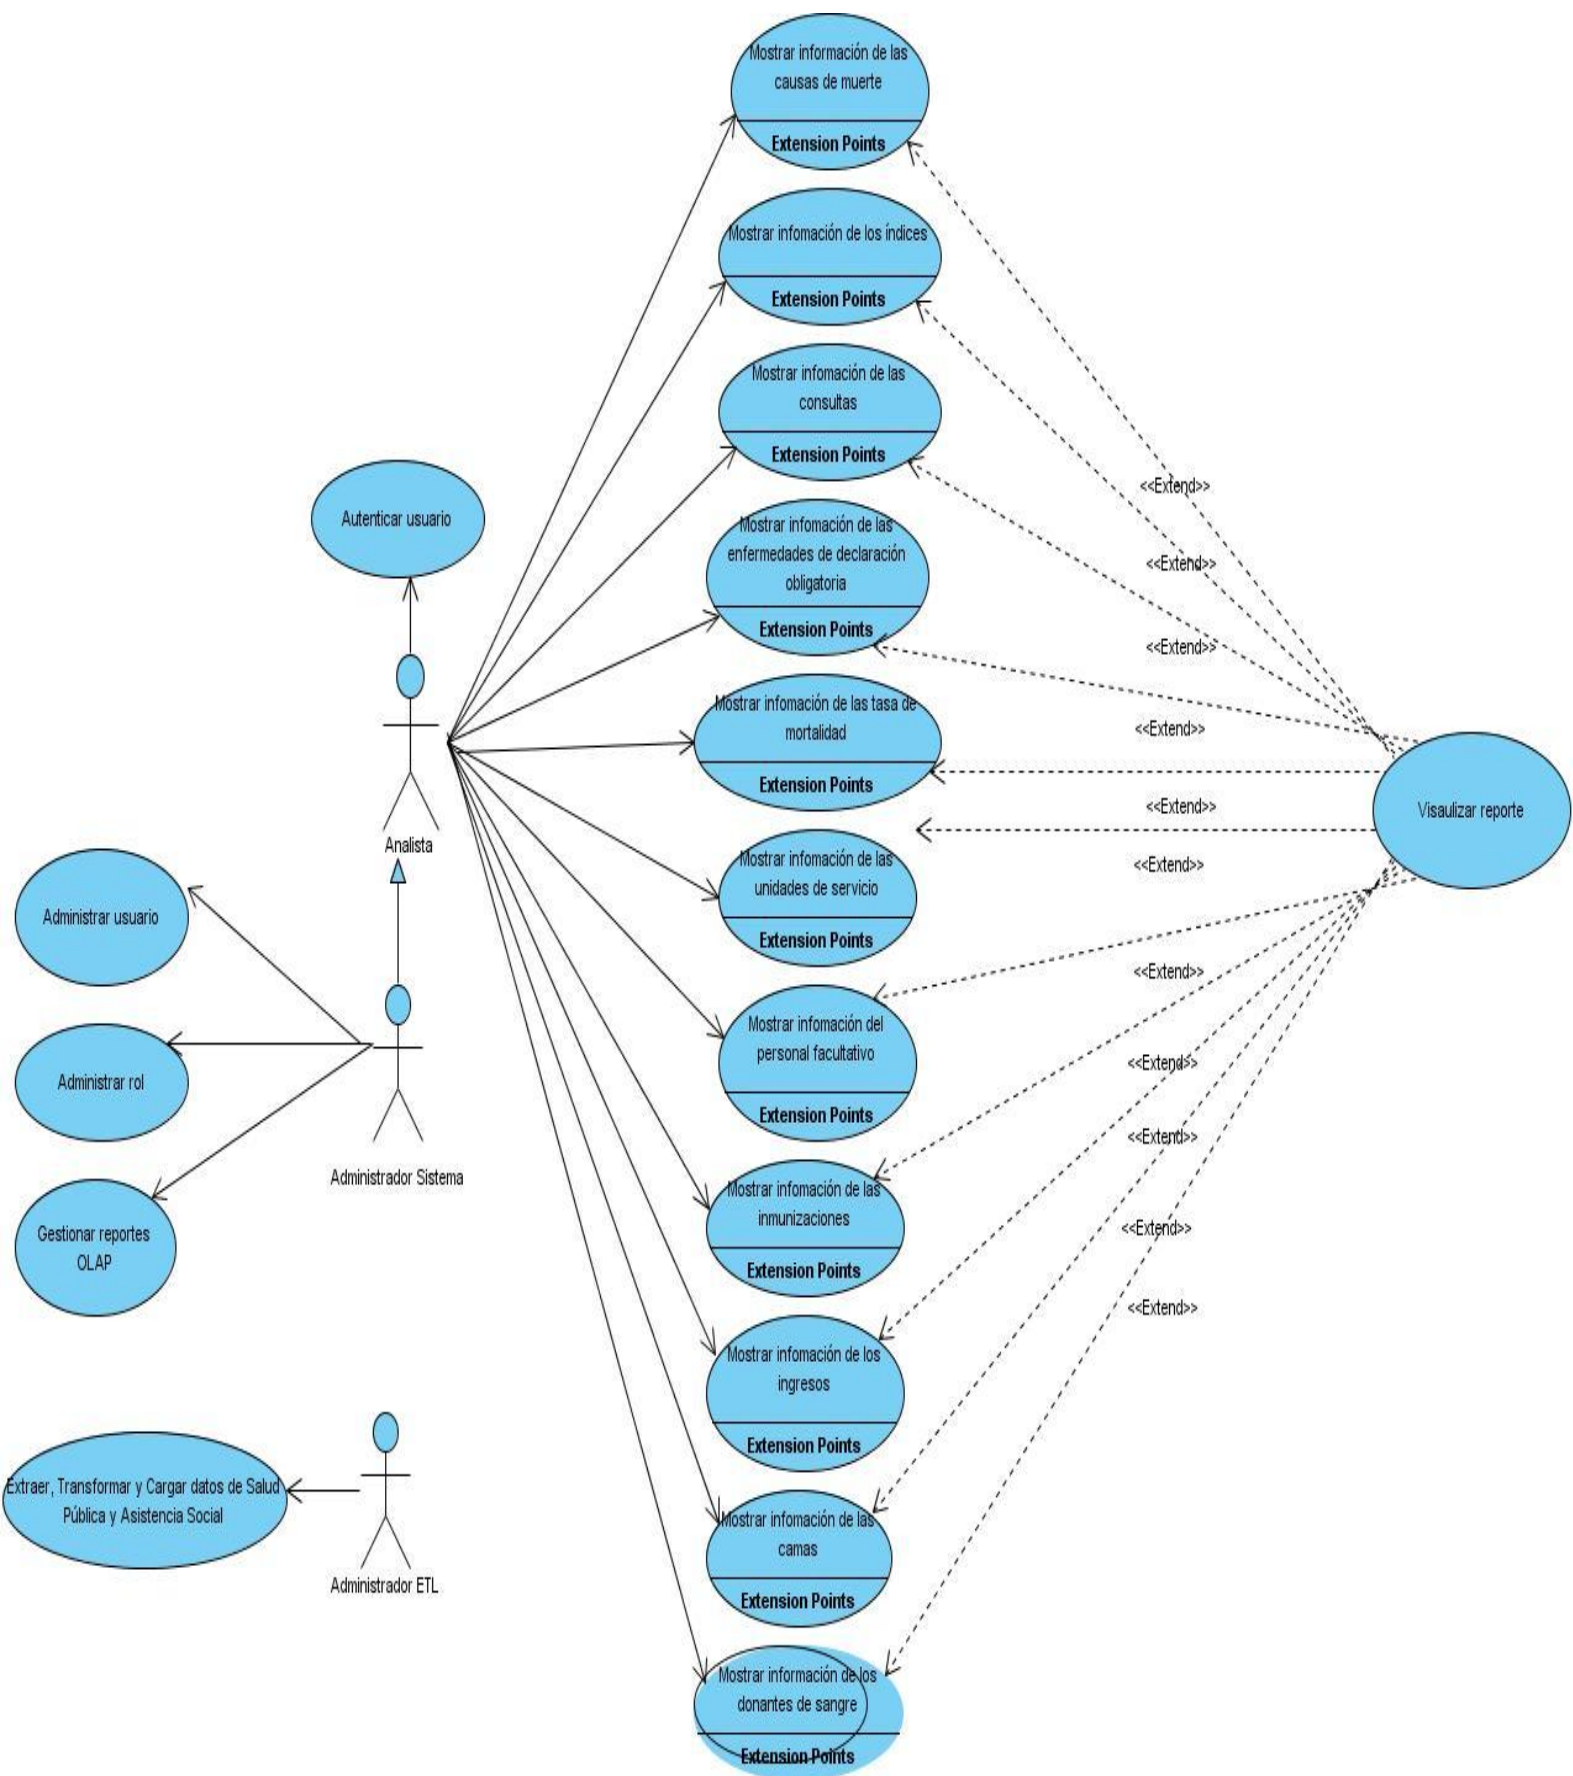 Mostrar información de las
causas de muerte
Extension Points
Mostrar infomación de los índices
Extension Points
Mostrar infomación de las
consultas
Extension Points
<<Extend>>
Autenticar usuario
Mostrar infomación de las
enfermedades de declaración
obligatoria
Extension Points
<<Extend>>
<<Extend>>
Mostrar infomación de las tasa de
mortalidad
Extension Points
<<Extend>>
<<Extend>>
Visaulizar reporte
Analista
Mostrar infomación de las
unidades de servicio
Extension Points
<<Extend>>
Administrar usuario
<<Extend>>
Mostrar infomación del
personal facultativo
Extension Points
<<Extend>>
Administrar rol
<<Extend>>
Administrador Sistema
Mostrar infomación de las
inmunizaciones
Extension Points
<<Extend>>
Gestionar reportes
OLAP
<<Extend>>
Mostrar infomación de los
ingresos
Extension Points
Extraer, Transformar y Cargar datos de Salud
Pública y Asistencia Social
Administrador ETL
Mostrar infomación de las
camas
Extension Points
Mostrar información de los
donantes de sangre
Extension Points